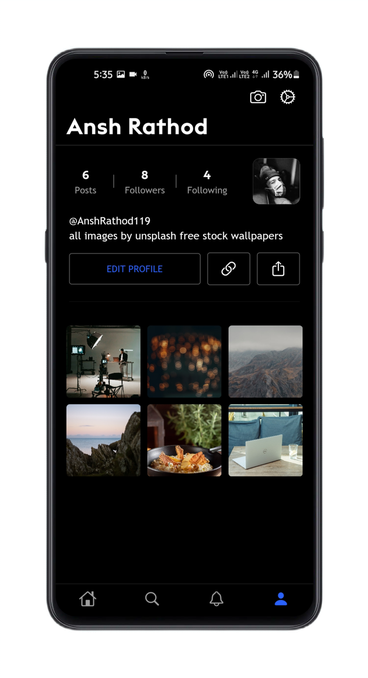 5:35 36%
Ansh Rathod
6 8 4
Posts Followers Following
@AnshRathod119
all images by unsplash free stock wallpapers
EDIT PROFILE